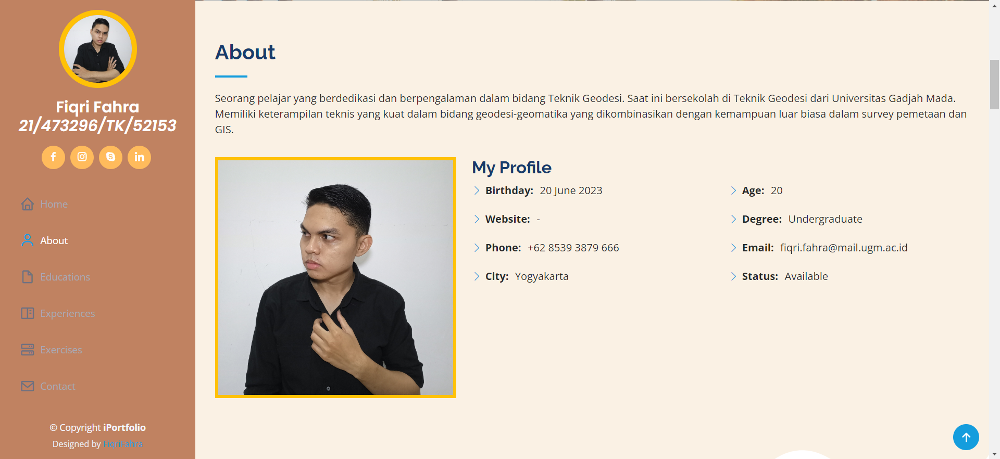 Fiqri Fahra
21/473296/TK/52153
Home
About
Educations
Experiences
Exercises
Contact
© Copyright iPortfolio
Designed by FiqriFahra
About
Seorang pelajar yang berdedikasi dan berpengalaman dalam bidang Teknik Geodesi. Saat ini bersekolah di Teknik Geodesi dari Universitas Gadjah Mada.
Memiliki keterampilan teknis yang kuat dalam bidang geodesi-geomatika yang dikombinasikan dengan kemampuan luar biasa dalam survey pemetaan dan
GIS.
My Profile
Birthday: 20 June 2023
Website: -
Phone: +62 8539 3879 666
City: Yogyakarta
Age: 20
Degree: Undergraduate
Email: fiqri.fahra@mail.ugm.ac.id
Status: Available